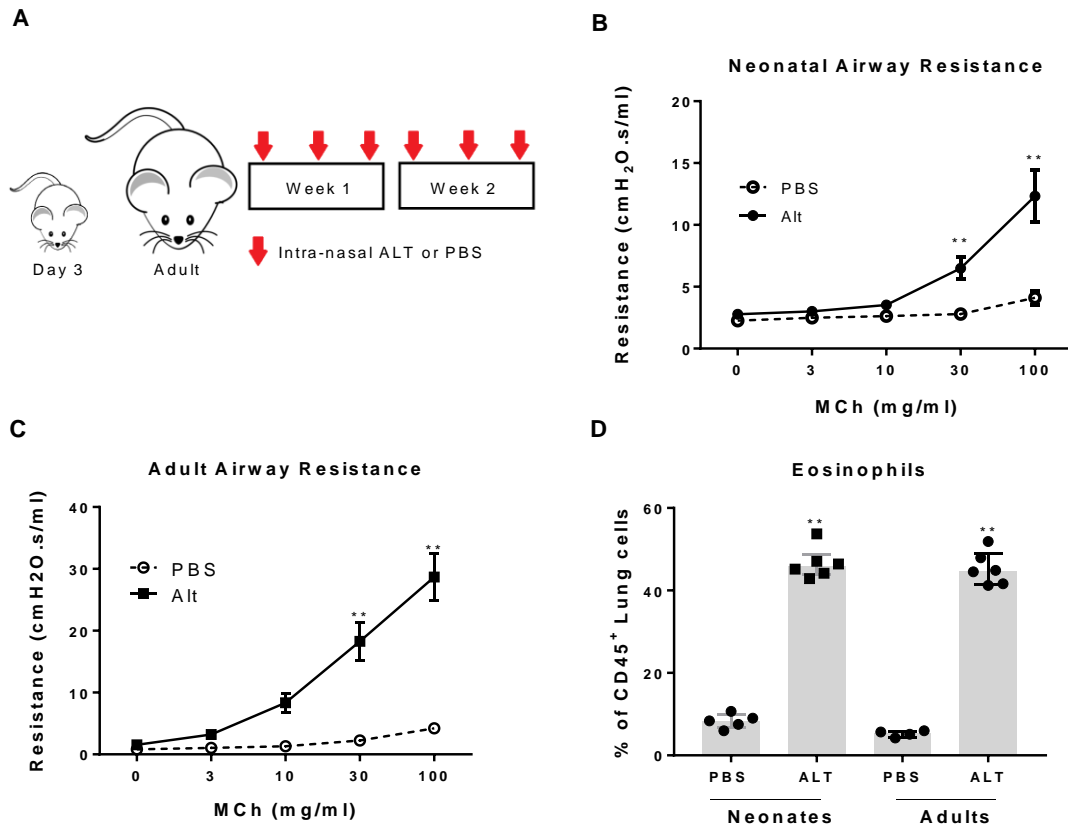 A
Day 3
Adult
Week 1
Week 2
Intra-nasal ALT or PBS
B
Neonatal Airway Resistance
Resistance (cmH₂O.s/ml)
20
15
10
5
0
PBS
Alt
**
**
0 3 10 30 100
MCh (mg/ml)
C
Adult Airway Resistance
Resistance (cmH2O.s/ml)
40
30
20
10
0
PBS
Alt
**
**
0 3 10 30 100
MCh (mg/ml)
D
Eosinophils
% of CD45⁺ Lung cells
60
40
20
0
**
**
PBS ALT PBS ALT
Neonates Adults